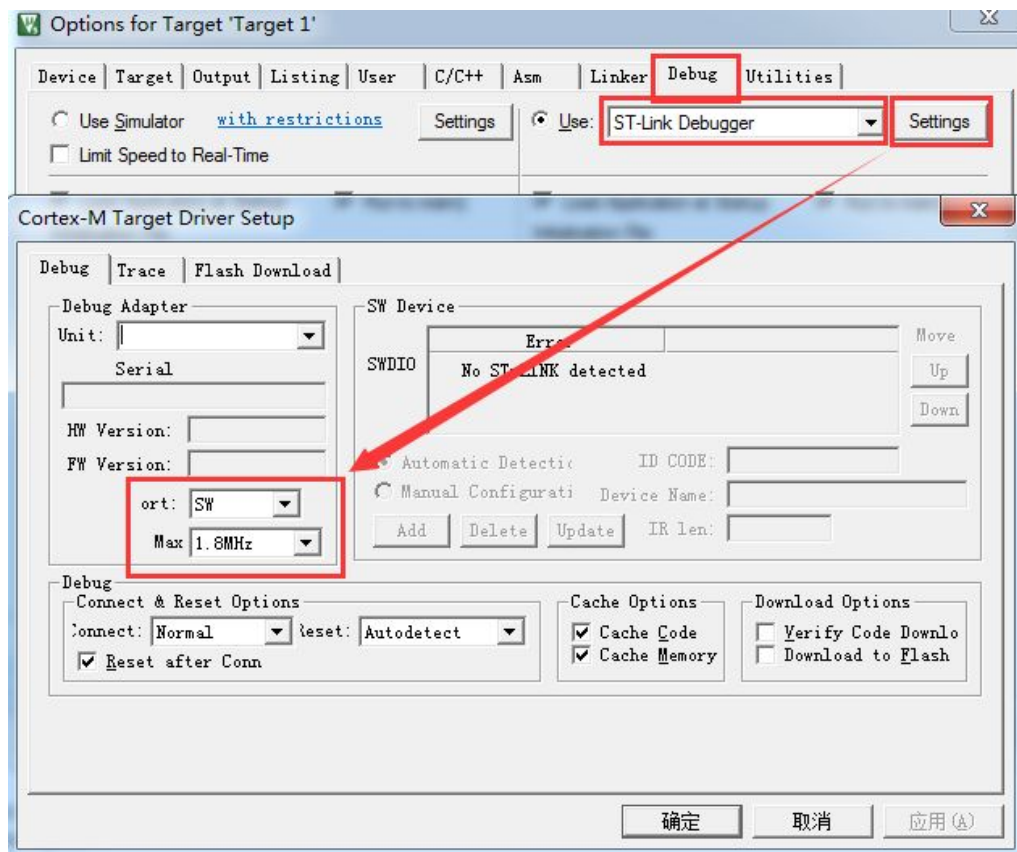 Options for Target 'Target 1'
Device Target Output Listing User C/C++ Asm Linker Debug Utilities
Use Simulator with restrictions Settings Use: ST-Link Debugger Settings
Limit Speed to Real-Time
Cortex-M Target Driver Setup
Debug Trace Flash Download
Debug Adapter
Unit:
Serial
HW Version:
FW Version:
ort: SW
Max 1.8MHz
SW Device
Error
SWDIO No ST-LINK detected
Move
Up
Down
Automatic Detectic ID CODE:
Manual Configurati Device Name:
Add Delete Update IR len:
Debug
Connect & Reset Options
Connect: Normal Reset: Autodetect
Reset after Conn
Cache Options
Cache Code
Cache Memory
Download Options
Verify Code Downlo
Download to Flash
确定 取消 应用(A)